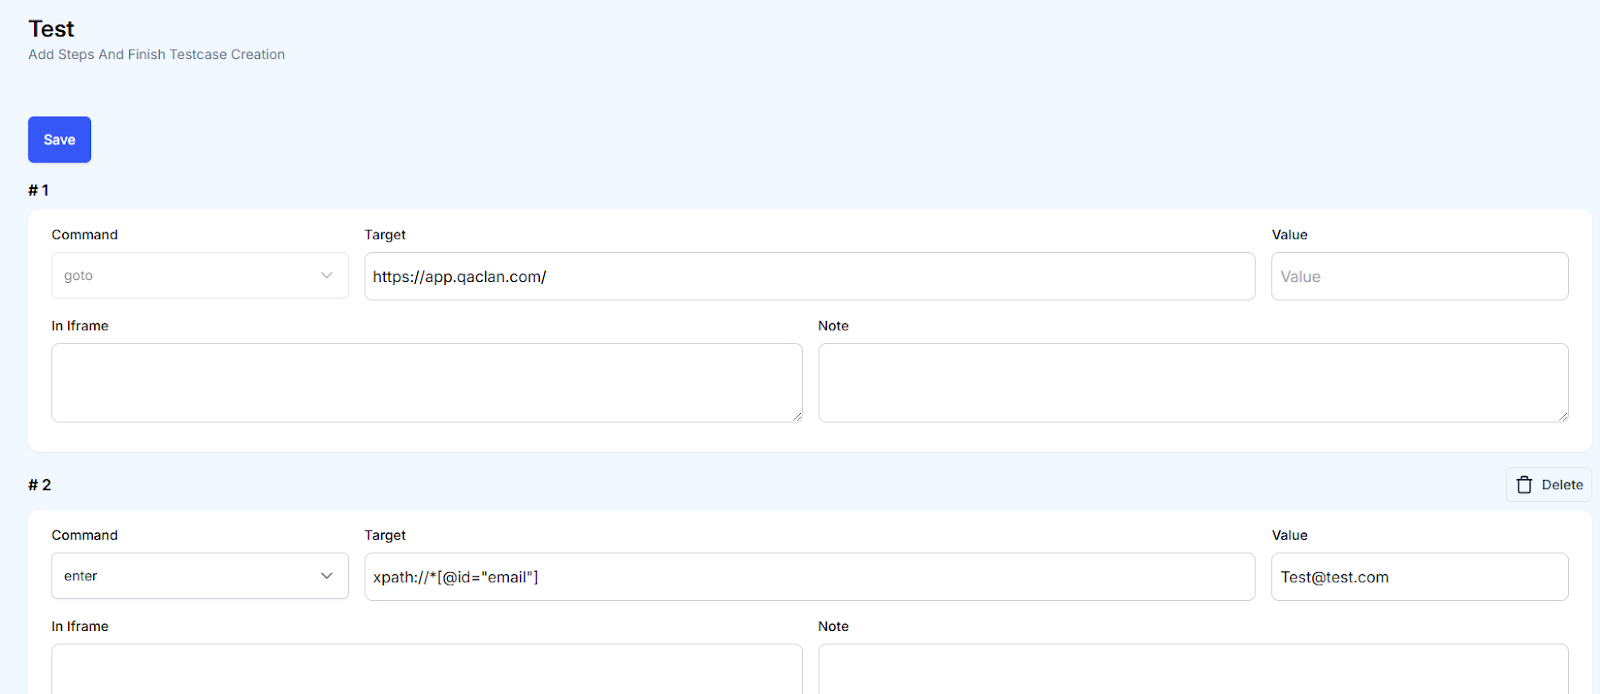 Test
Add Steps And Finish Testcase Creation
Save
# 1
Command Target Value
goto https://app.qaclan.com/ Value
In Iframe Note
# 2 Delete
Command Target Value
enter xpath://*[@id="email"] Test@test.com
In Iframe Note